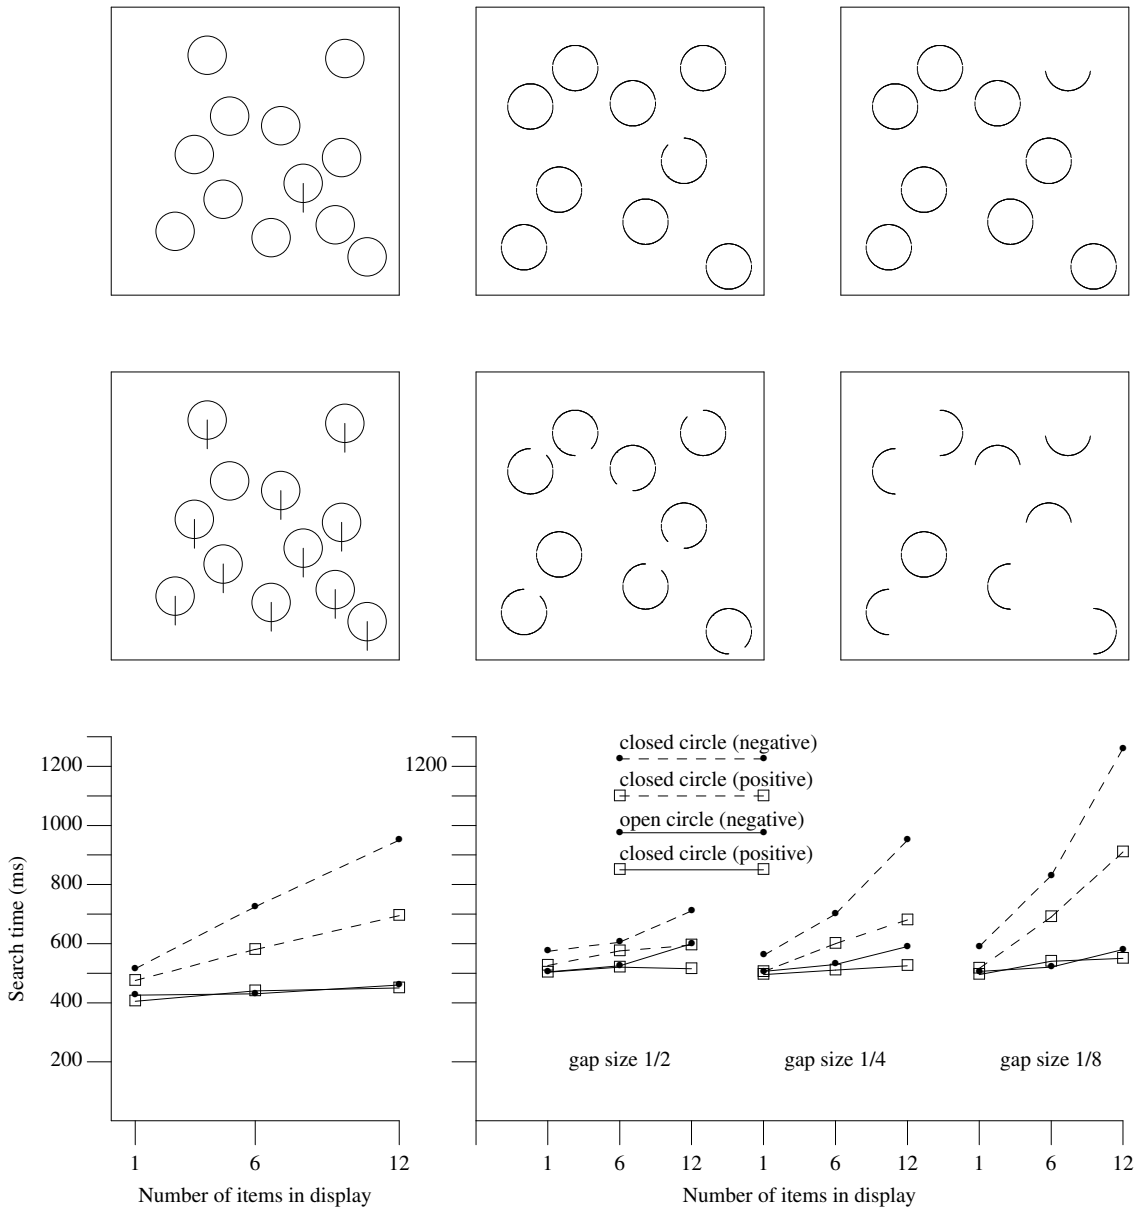 1200
1000
800
600
400
200
Search time (ms)
1
6
12
Number of items in display
1200
closed circle (negative)
closed circle (positive)
open circle (negative)
closed circle (positive)
gap size 1/2
gap size 1/4
gap size 1/8
1
6
12
1
6
12
1
6
12
Number of items in display